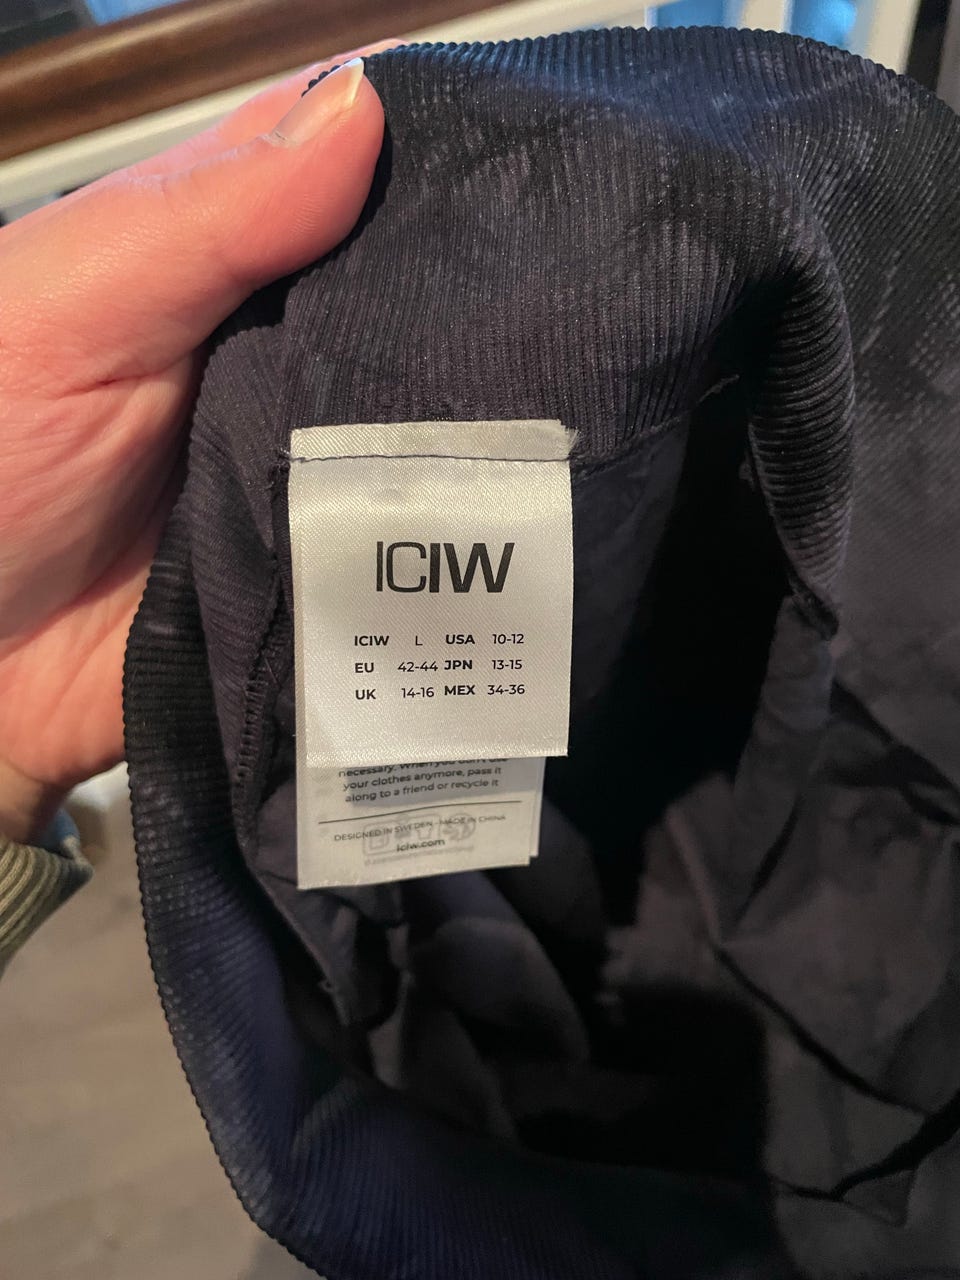 ICIW
ICIW L USA 10-12
EU 42-44 JPN 13-15
UK 14-16 MEX 34-36
necessary. When you don't use
your clothes anymore, pass it
along to a friend or recycle it
DESIGNED IN SWEDEN - MADE IN CHINA
iciw.com